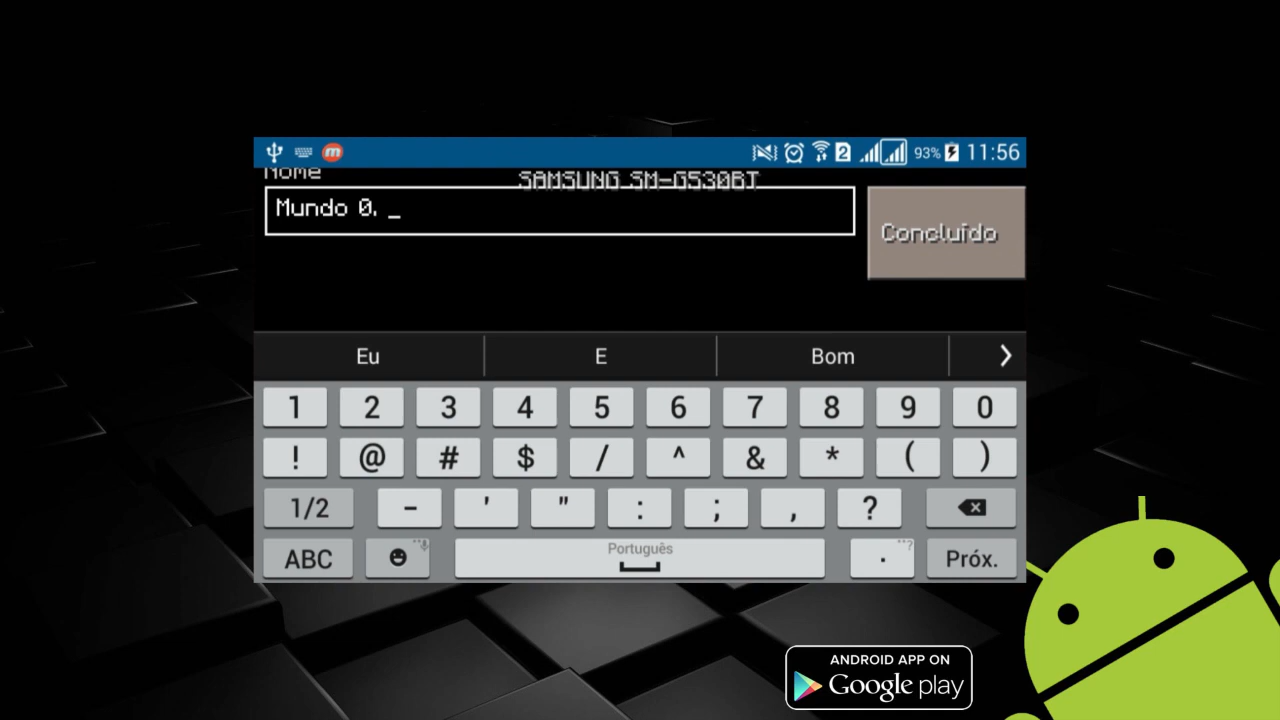 93% 11:56
Nome
SAMSUNG SM-G530BT
Mundo 0. _
Concluído
Eu E Bom
1 2 3 4 5 6 7 8 9 0
! @ # $ / ^ & * ( )
1/2 - ' " : ; , ?
Português
ABC . Próx.
ANDROID APP ON
Google play